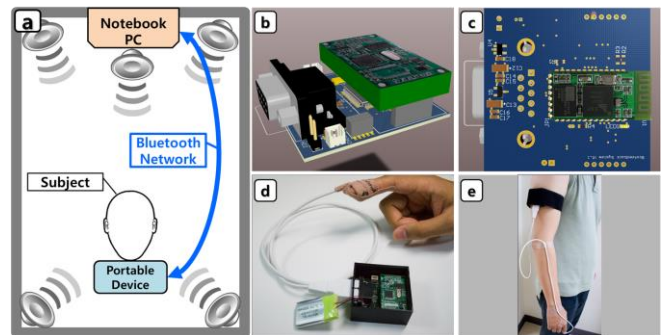 a
Notebook
PC
Bluetooth
Network
Subject
Portable
Device
b
c
d
e